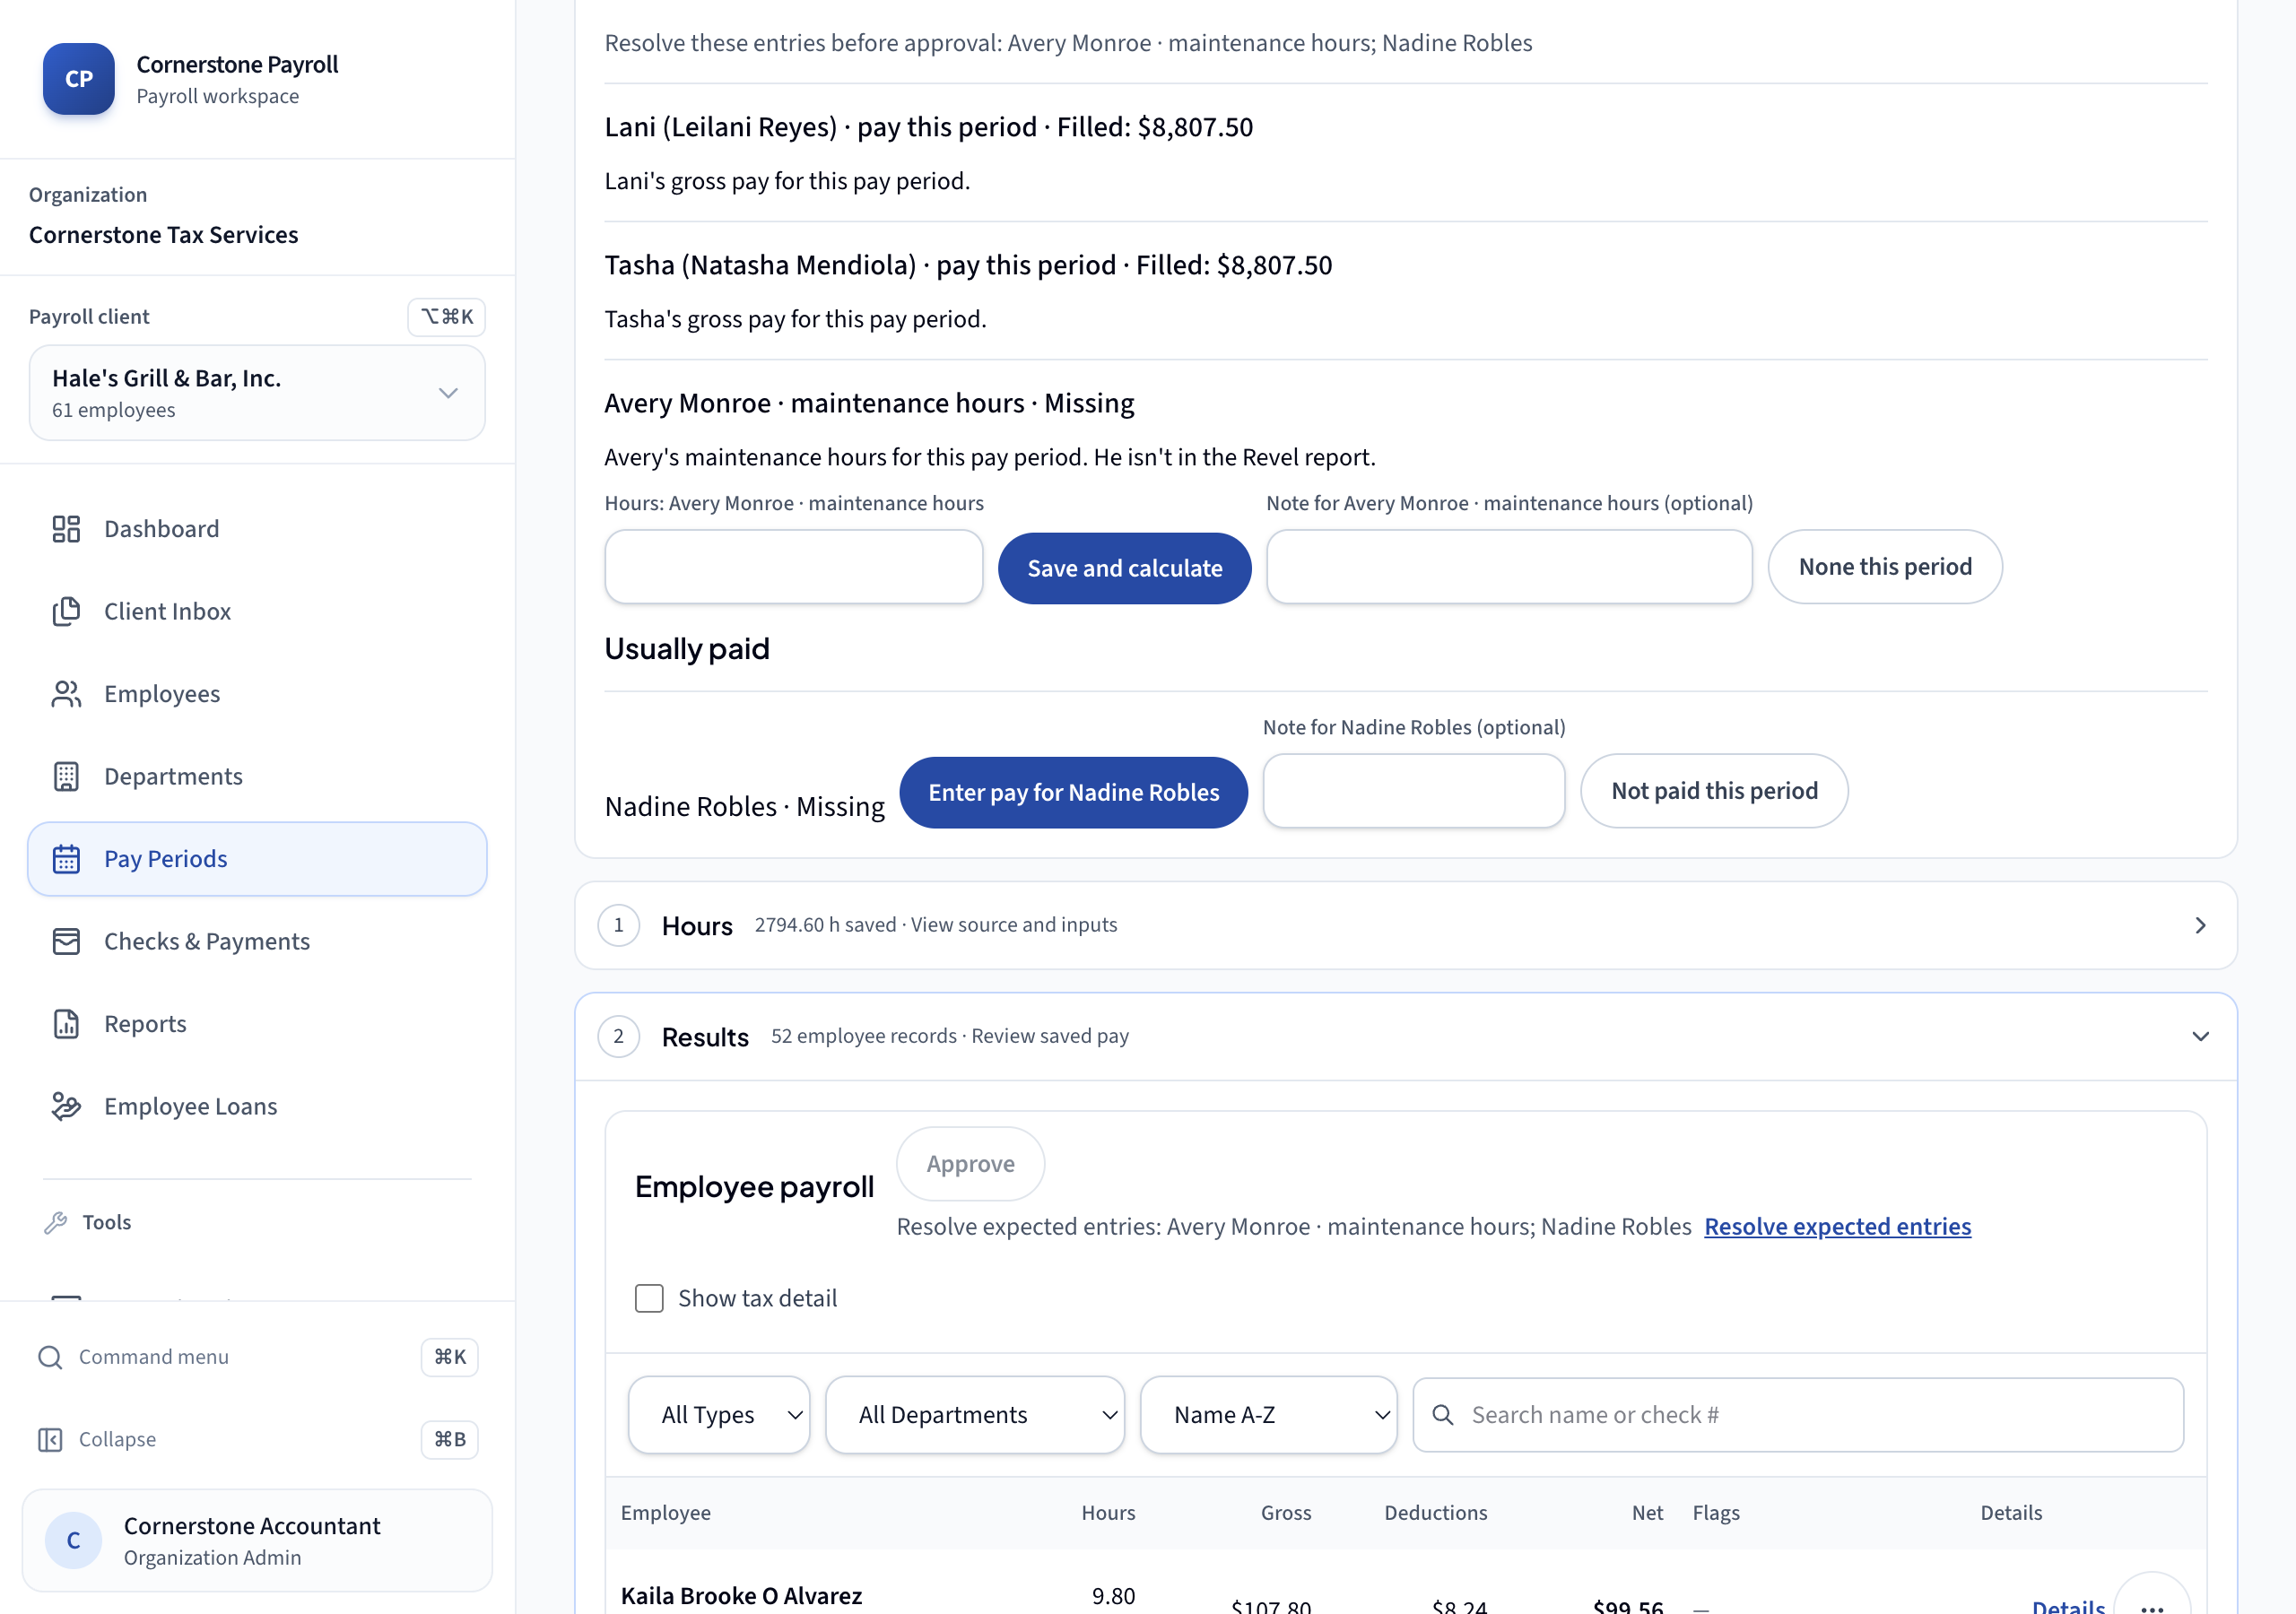 CP
Cornerstone Payroll
Payroll workspace
Organization
Cornerstone Tax Services
Payroll client
⌥⌘K
Hale's Grill & Bar, Inc.
61 employees
Dashboard
Client Inbox
Employees
Departments
Pay Periods
Checks & Payments
Reports
Employee Loans
Tools
Command menu
⌘K
Collapse
⌘B
C
Cornerstone Accountant
Organization Admin
Resolve these entries before approval: Avery Monroe · maintenance hours; Nadine Robles
Lani (Leilani Reyes) · pay this period · Filled: $8,807.50
Lani's gross pay for this pay period.
Tasha (Natasha Mendiola) · pay this period · Filled: $8,807.50
Tasha's gross pay for this pay period.
Avery Monroe · maintenance hours · Missing
Avery's maintenance hours for this pay period. He isn't in the Revel report.
Hours: Avery Monroe · maintenance hours
Save and calculate
Note for Avery Monroe · maintenance hours (optional)
None this period
Usually paid
Nadine Robles · Missing
Enter pay for Nadine Robles
Note for Nadine Robles (optional)
Not paid this period
1 Hours 2794.60 h saved · View source and inputs
2 Results 52 employee records · Review saved pay
Employee payroll
Approve
Resolve expected entries: Avery Monroe · maintenance hours; Nadine Robles Resolve expected entries
Show tax detail
All Types
All Departments
Name A-Z
Search name or check #
Employee Hours Gross Deductions Net Flags Details
Kaila Brooke O Alvarez 9.80 $107.80 $8.24 $99.56 — Details ...